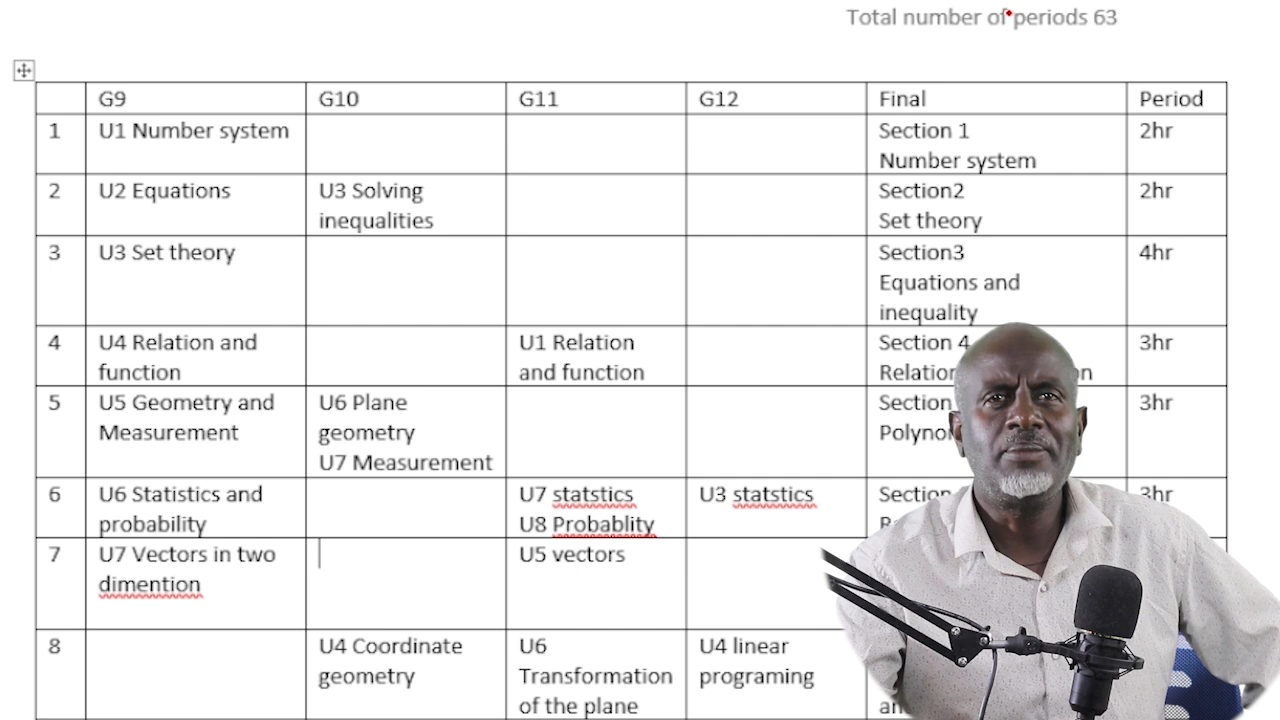 Total number of periods 63
G9 G10 G11 G12 Final Period
1 U1 Number system Section 1 2hr
Number system
2 U2 Equations U3 Solving Section2 2hr
inequalities Set theory
3 U3 Set theory Section3 4hr
Equations and
inequality
4 U4 Relation and U1 Relation Section 4 3hr
function and function
5 U5 Geometry and U6 Plane Section 3hr
Measurement geometry
U7 Measurement
6 U6 Statistics and U7 statstics U3 statstics Section 3hr
probability U8 Probablity
7 U7 Vectors in two U5 vectors
dimention
8 U4 Coordinate U6 U4 linear
geometry Transformation programing
of the plane